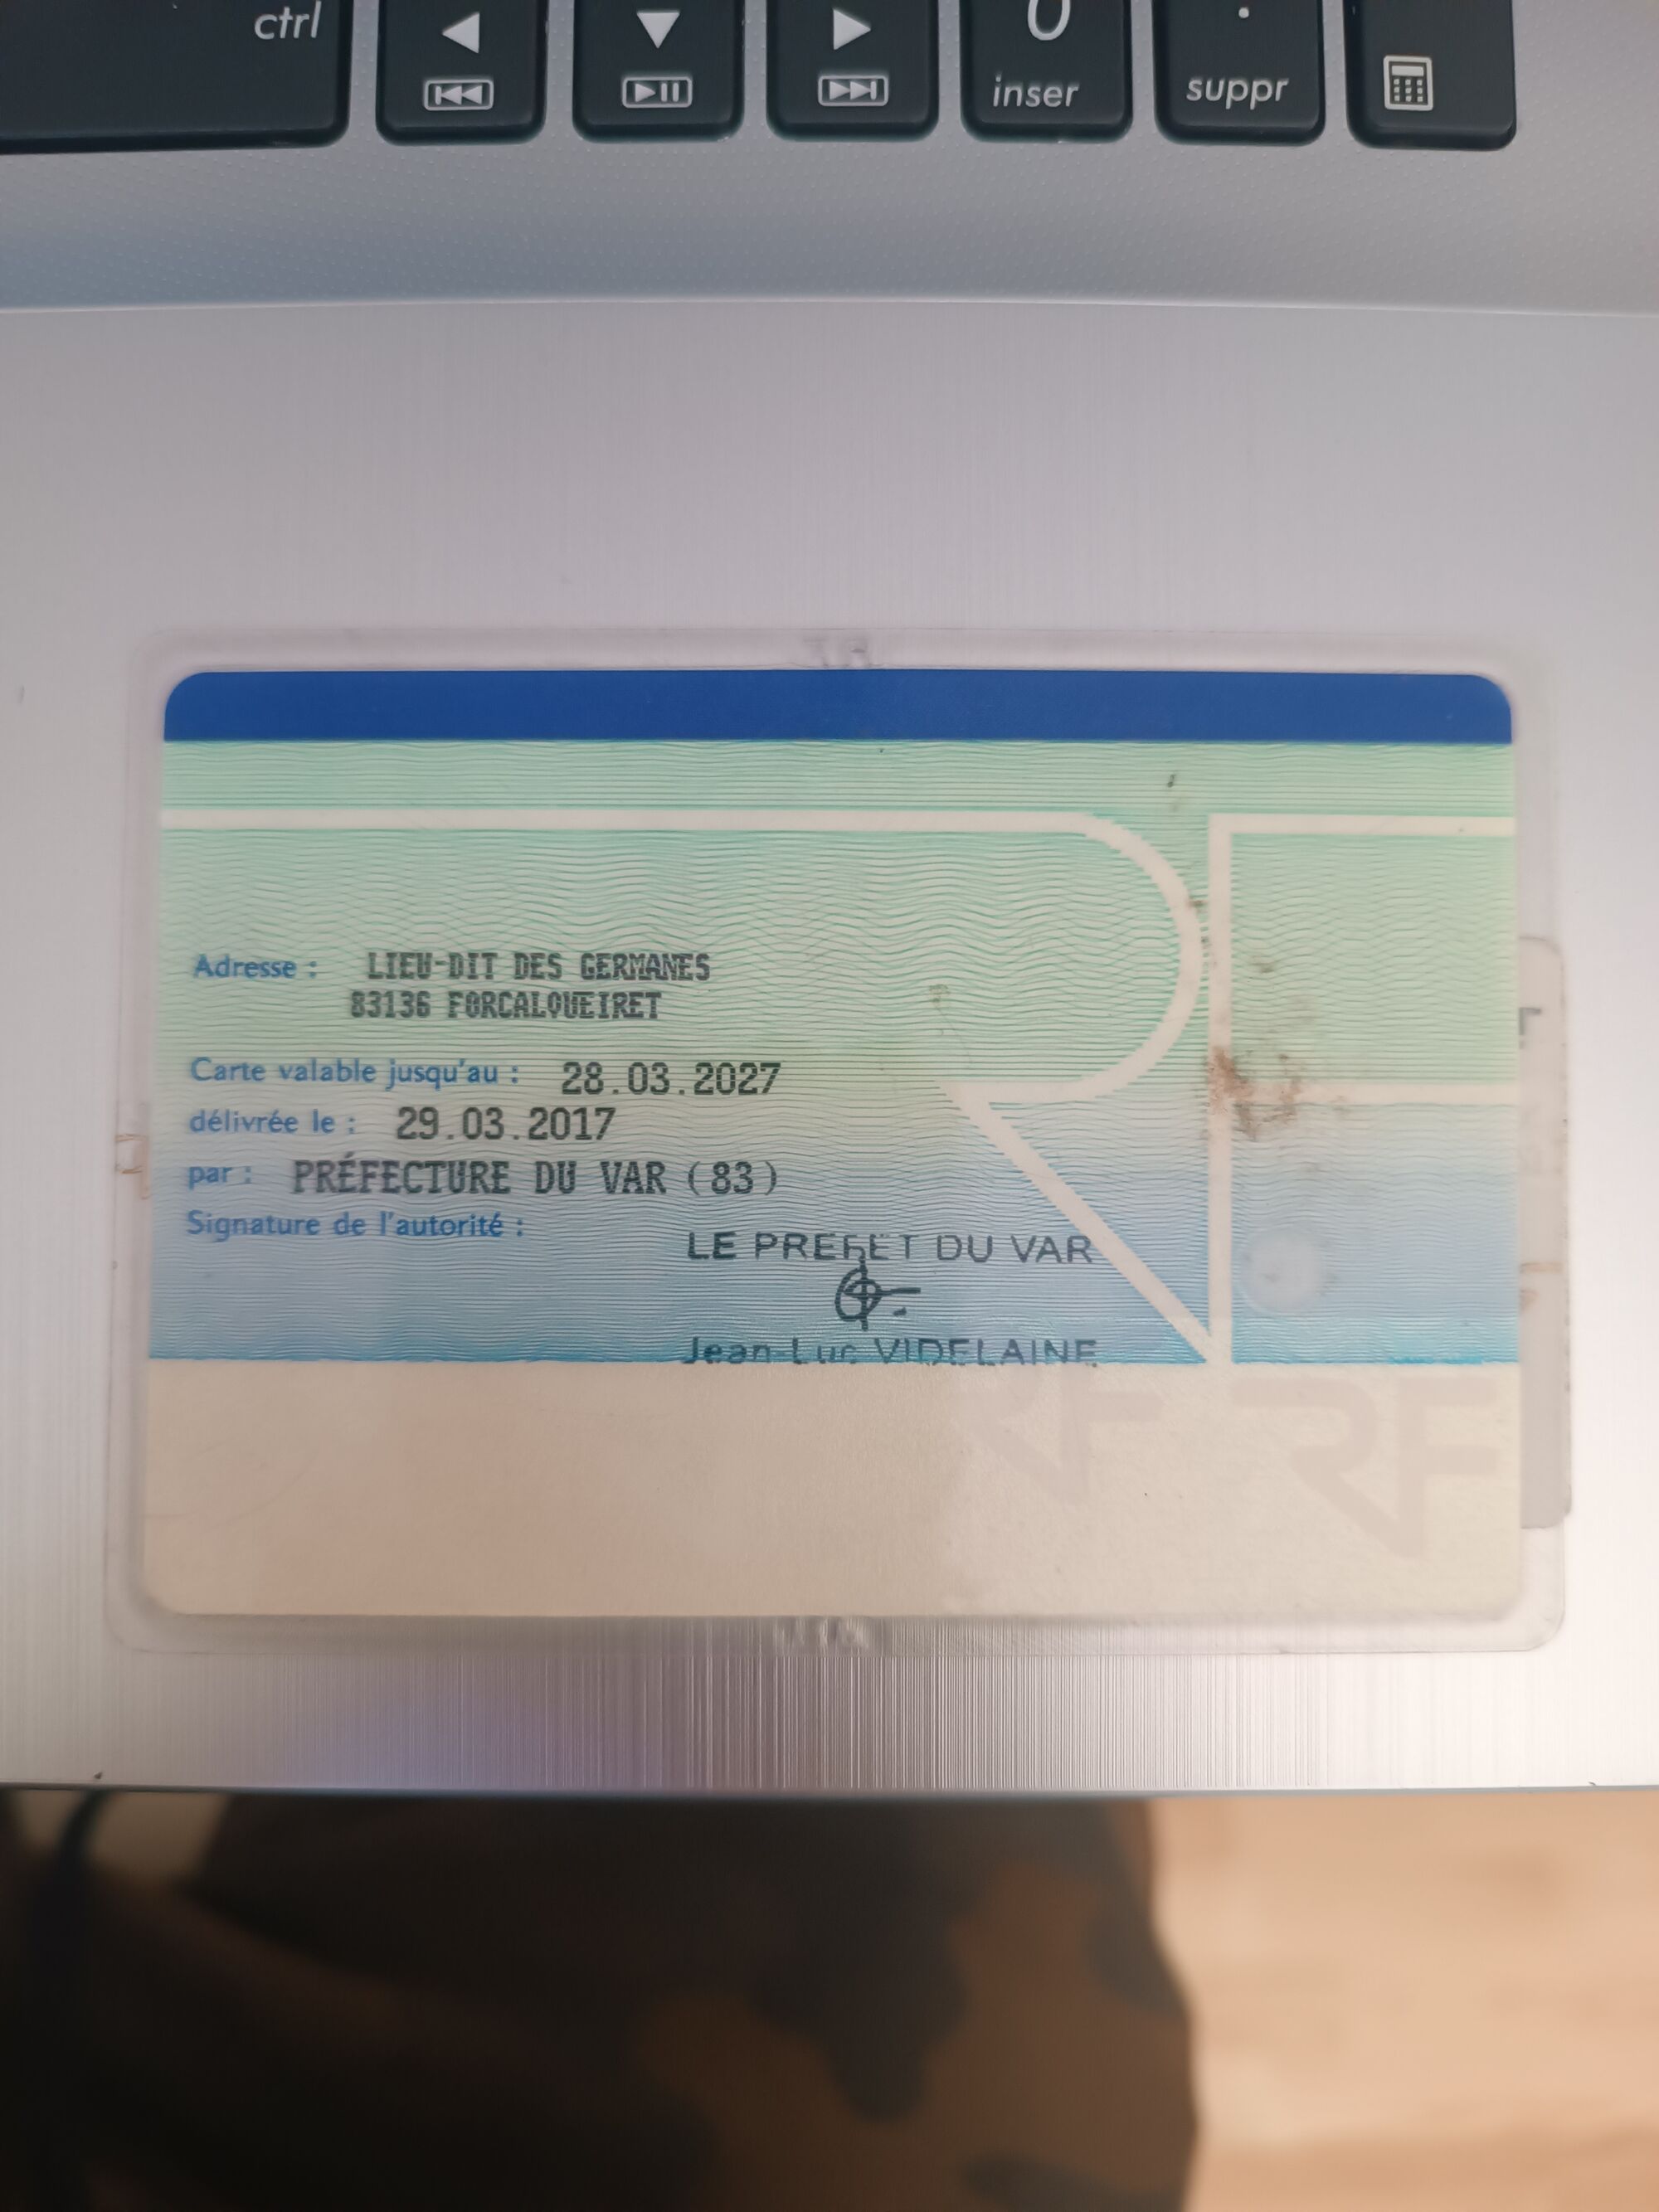 ctrl
0
.
inser
suppr
Adresse : LIEU-DIT DES GERMANES
83136 FORCALQUEIRET
Carte valable jusqu'au : 28.03.2027
délivrée le : 29.03.2017
par : PRÉFECTURE DU VAR (83)
Signature de l'autorité :
LE PREFET DU VAR
Jean-Luc VIDELAINE
RF RF